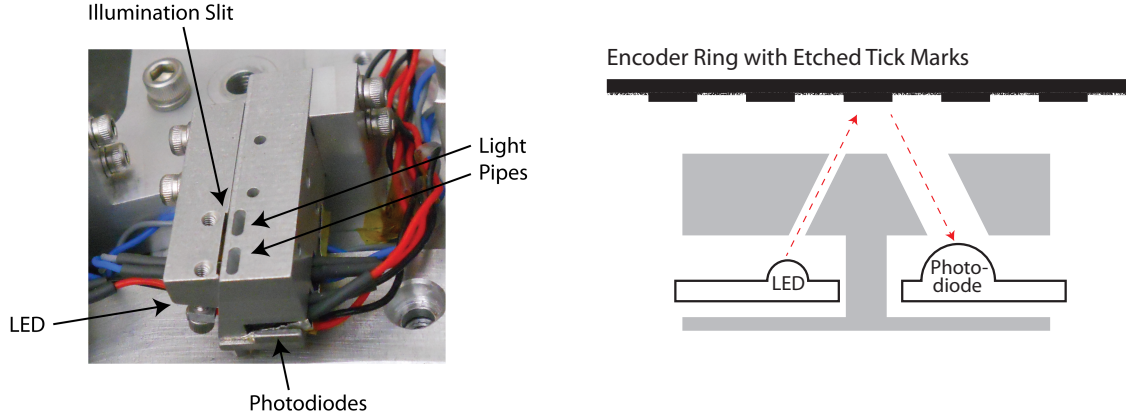 Illumination Slit
Light
Pipes
LED
Photodiodes
Encoder Ring with Etched Tick Marks
LED
Photo-
diode